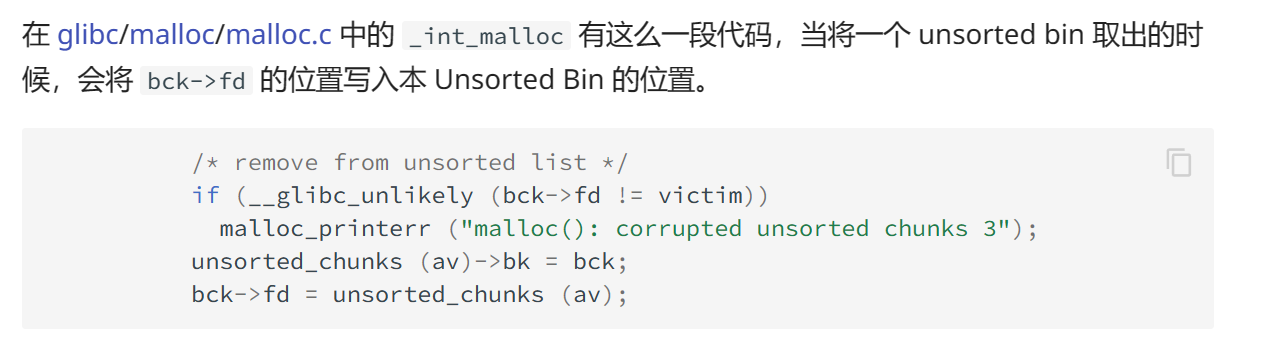 在 glibc/malloc/malloc.c 中的 _int_malloc 有这么一段代码，当将一个 unsorted bin 取出的时
候，会将 bck->fd 的位置写入本 Unsorted Bin 的位置。
/* remove from unsorted list */
if (__glibc_unlikely (bck->fd != victim))
  malloc_printerr ("malloc(): corrupted unsorted chunks 3");
unsorted_chunks (av)->bk = bck;
bck->fd = unsorted_chunks (av);